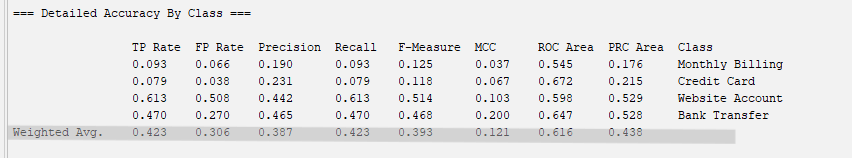 === Detailed Accuracy By Class ===
TP Rate FP Rate Precision Recall F-Measure MCC ROC Area PRC Area Class
0.093 0.066 0.190 0.093 0.125 0.037 0.545 0.176 Monthly Billing
0.079 0.038 0.231 0.079 0.118 0.067 0.672 0.215 Credit Card
0.613 0.508 0.442 0.613 0.514 0.103 0.598 0.529 Website Account
0.470 0.270 0.465 0.470 0.468 0.200 0.647 0.528 Bank Transfer
Weighted Avg. 0.423 0.306 0.387 0.423 0.393 0.121 0.616 0.438